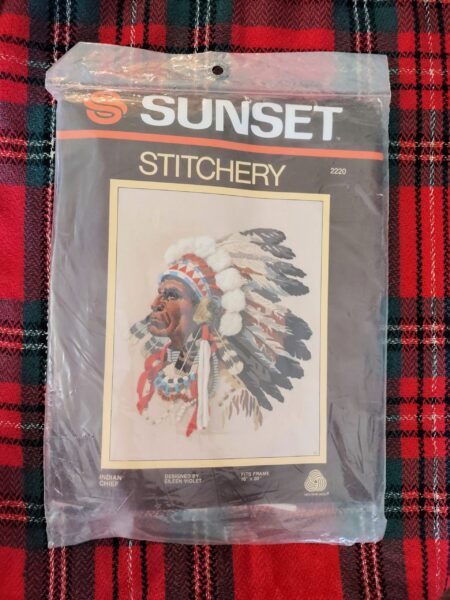 SUNSET
STITCHERY
2220
INDIAN
CHIEF
DESIGNED BY
EILEEN VIOLET
FITS FRAME
16" x 20"